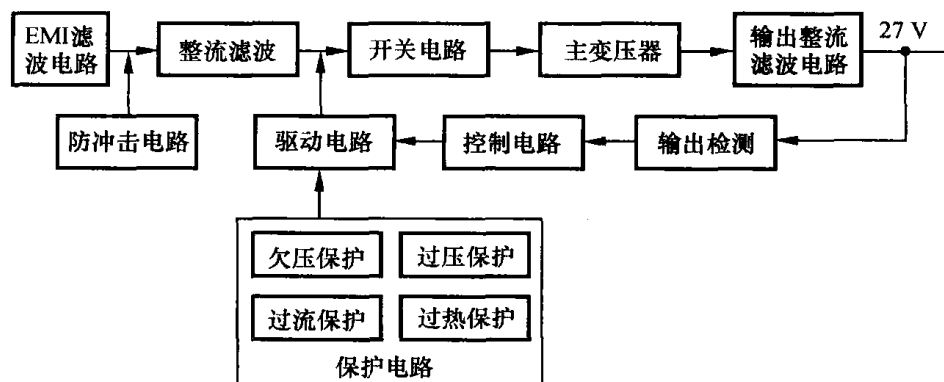 EMI滤
波电路
整流滤波
开关电路
主变压器
输出整流
滤波电路
27 V
防冲击电路
驱动电路
控制电路
输出检测
欠压保护
过压保护
过流保护
过热保护
保护电路